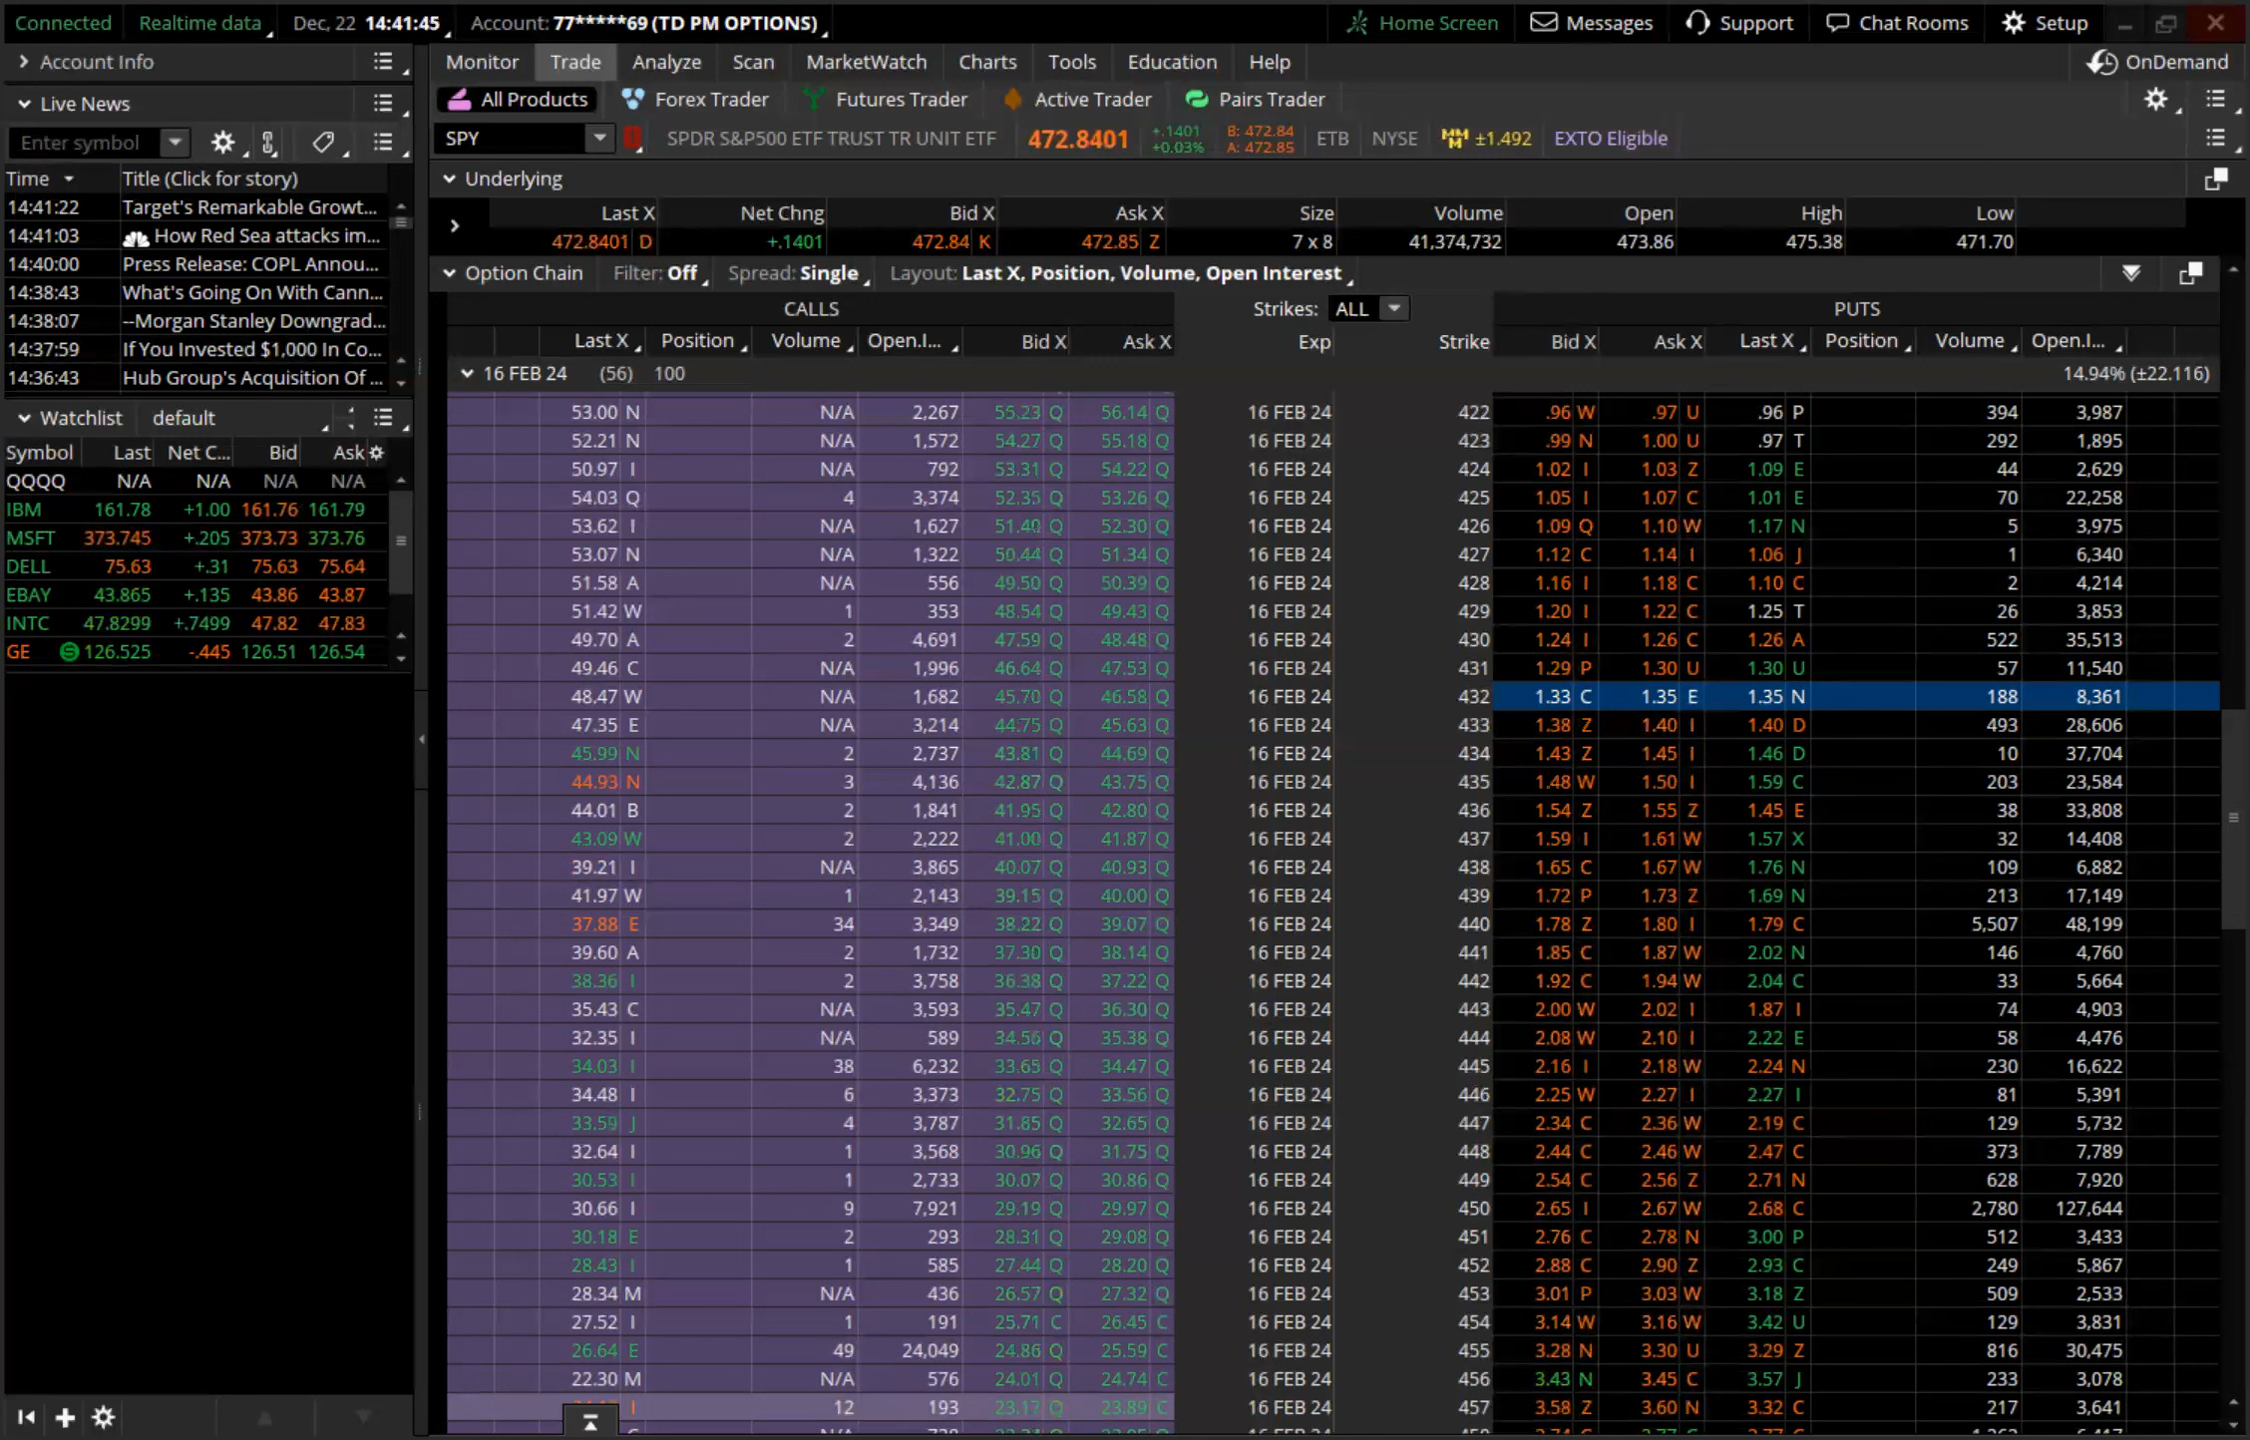 Connected Realtime data Dec, 22 14:41:45 Account: 77*****69 (TD PM OPTIONS) Home Screen Messages Support Chat Rooms Setup
Account Info
Monitor Trade Analyze Scan MarketWatch Charts Tools Education Help OnDemand
Live News
All Products Forex Trader Futures Trader Active Trader Pairs Trader
Enter symbol
SPY SPDR S&P500 ETF TRUST TR UNIT ETF 472.8401 +.1401 +0.03% B: 472.84 A: 472.85 ETB NYSE ±1.492 EXTO Eligible
Time Title (Click for story)
14:41:22 Target's Remarkable Growt...
14:41:03 How Red Sea attacks im...
14:40:00 Press Release: COPL Annou...
14:38:43 What's Going On With Cann...
14:38:07 --Morgan Stanley Downgrad...
14:37:59 If You Invested $1,000 In Co...
14:36:43 Hub Group's Acquisition Of ...
Watchlist default
Symbol Last Net C... Bid Ask
QQQQ N/A N/A N/A N/A
IBM 161.78 +1.00 161.76 161.79
MSFT 373.745 +.205 373.73 373.76
DELL 75.63 +.31 75.63 75.64
EBAY 43.865 +.135 43.86 43.87
INTC 47.8299 +.7499 47.82 47.83
GE S 126.525 -.445 126.51 126.54
Underlying
Last X Net Chng Bid X Ask X Size Volume Open High Low
472.8401 D +.1401 472.84 K 472.85 Z 7 x 8 41,374,732 473.86 475.38 471.70
Option Chain Filter: Off Spread: Single Layout: Last X, Position, Volume, Open Interest
CALLS Strikes: ALL PUTS
Last X Position Volume Open.I... Bid X Ask X Exp Strike Bid X Ask X Last X Position Volume Open.I...
16 FEB 24 (56) 100 14.94% (±22.116)
53.00 N N/A 2,267 55.23 Q 56.14 Q 16 FEB 24 422 .96 W .97 U .96 P 394 3,987
52.21 N N/A 1,572 54.27 Q 55.18 Q 16 FEB 24 423 .99 N 1.00 U .97 T 292 1,895
50.97 I N/A 792 53.31 Q 54.22 Q 16 FEB 24 424 1.02 I 1.03 Z 1.09 E 44 2,629
54.03 Q 4 3,374 52.35 Q 53.26 Q 16 FEB 24 425 1.05 I 1.07 C 1.01 E 70 22,258
53.62 I N/A 1,627 51.40 Q 52.30 Q 16 FEB 24 426 1.09 Q 1.10 W 1.17 N 5 3,975
53.07 N N/A 1,322 50.44 Q 51.34 Q 16 FEB 24 427 1.12 C 1.14 I 1.06 J 1 6,340
51.58 A N/A 556 49.50 Q 50.39 Q 16 FEB 24 428 1.16 I 1.18 C 1.10 C 2 4,214
51.42 W 1 353 48.54 Q 49.43 Q 16 FEB 24 429 1.20 I 1.22 C 1.25 T 26 3,853
49.70 A 2 4,691 47.59 Q 48.48 Q 16 FEB 24 430 1.24 I 1.26 C 1.26 A 522 35,513
49.46 C N/A 1,996 46.64 Q 47.53 Q 16 FEB 24 431 1.29 P 1.30 U 1.30 U 57 11,540
48.47 W N/A 1,682 45.70 Q 46.58 Q 16 FEB 24 432 1.33 C 1.35 E 1.35 N 188 8,361
47.35 E N/A 3,214 44.75 Q 45.63 Q 16 FEB 24 433 1.38 Z 1.40 I 1.40 D 493 28,606
45.99 N 2 2,737 43.81 Q 44.69 Q 16 FEB 24 434 1.43 Z 1.45 I 1.46 D 10 37,704
44.93 N 3 4,136 42.87 Q 43.75 Q 16 FEB 24 435 1.48 W 1.50 I 1.59 C 203 23,584
44.01 B 2 1,841 41.95 Q 42.80 Q 16 FEB 24 436 1.54 Z 1.55 Z 1.45 E 38 33,808
43.09 W 2 2,222 41.00 Q 41.87 Q 16 FEB 24 437 1.59 I 1.61 W 1.57 X 32 14,408
39.21 I N/A 3,865 40.07 Q 40.93 Q 16 FEB 24 438 1.65 C 1.67 W 1.76 N 109 6,882
41.97 W 1 2,143 39.15 Q 40.00 Q 16 FEB 24 439 1.72 P 1.73 Z 1.69 N 213 17,149
37.88 E 34 3,349 38.22 Q 39.07 Q 16 FEB 24 440 1.78 Z 1.80 I 1.79 C 5,507 48,199
39.60 A 2 1,732 37.30 Q 38.14 Q 16 FEB 24 441 1.85 C 1.87 W 2.02 N 146 4,760
38.36 I 2 3,758 36.38 Q 37.22 Q 16 FEB 24 442 1.92 C 1.94 W 2.04 C 33 5,664
35.43 C N/A 3,593 35.47 Q 36.30 Q 16 FEB 24 443 2.00 W 2.02 I 1.87 I 74 4,903
32.35 I N/A 589 34.56 Q 35.38 Q 16 FEB 24 444 2.08 W 2.10 I 2.22 E 58 4,476
34.03 I 38 6,232 33.65 Q 34.47 Q 16 FEB 24 445 2.16 I 2.18 W 2.24 N 230 16,622
34.48 I 6 3,373 32.75 Q 33.56 Q 16 FEB 24 446 2.25 W 2.27 I 2.27 I 81 5,391
33.59 J 4 3,787 31.85 Q 32.65 Q 16 FEB 24 447 2.34 C 2.36 W 2.19 C 129 5,732
32.64 I 1 3,568 30.96 Q 31.75 Q 16 FEB 24 448 2.44 C 2.46 W 2.47 C 373 7,789
30.53 I 1 2,733 30.07 Q 30.86 Q 16 FEB 24 449 2.54 C 2.56 Z 2.71 N 628 7,920
30.66 I 9 7,921 29.19 Q 29.97 Q 16 FEB 24 450 2.65 I 2.67 W 2.68 C 2,780 127,644
30.18 E 2 293 28.31 Q 29.08 Q 16 FEB 24 451 2.76 C 2.78 N 3.00 P 512 3,433
28.43 I 1 585 27.44 Q 28.20 Q 16 FEB 24 452 2.88 C 2.90 Z 2.93 C 249 5,867
28.34 M N/A 436 26.57 Q 27.32 Q 16 FEB 24 453 3.01 P 3.03 W 3.18 Z 509 2,533
27.52 I 1 191 25.71 C 26.45 C 16 FEB 24 454 3.14 W 3.16 W 3.42 U 129 3,831
26.64 E 49 24,049 24.86 Q 25.59 C 16 FEB 24 455 3.28 N 3.30 U 3.29 Z 816 30,475
22.30 M N/A 576 24.01 Q 24.74 C 16 FEB 24 456 3.43 N 3.45 C 3.57 J 233 3,078
I 12 193 23.17 Q 23.89 C 16 FEB 24 457 3.58 Z 3.60 N 3.32 C 217 3,641